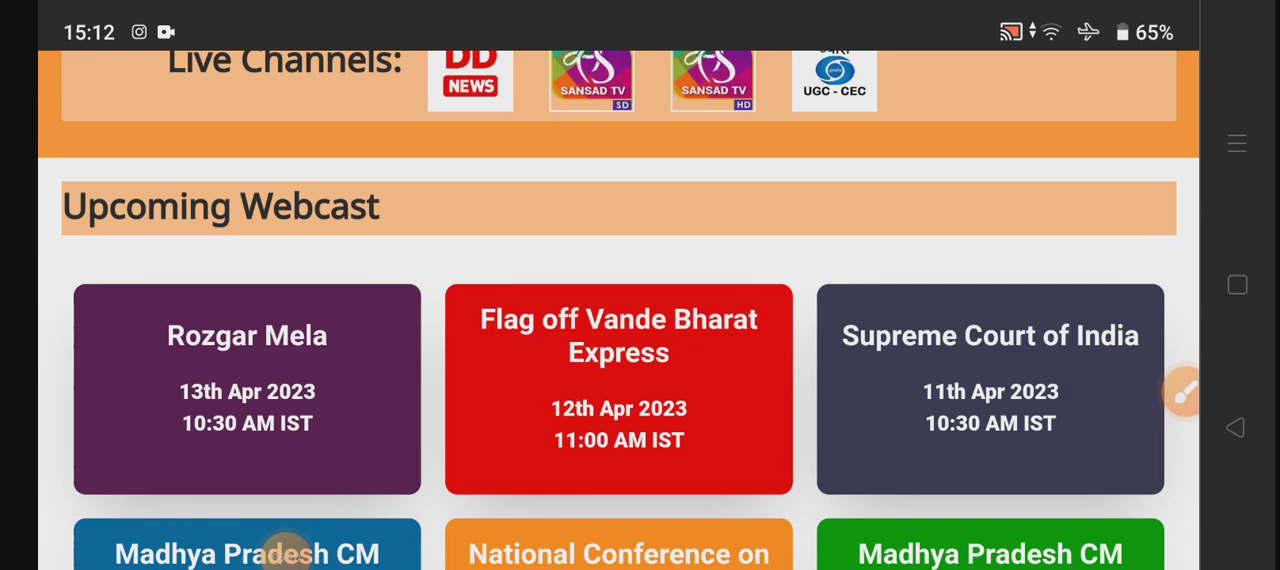 15:12
65%
Live Channels:
DD
NEWS
SANSAD TV
SD
SANSAD TV
HD
UGC - CEC
Upcoming Webcast
Rozgar Mela
13th Apr 2023
10:30 AM IST
Flag off Vande Bharat
Express
12th Apr 2023
11:00 AM IST
Supreme Court of India
11th Apr 2023
10:30 AM IST
Madhya Pradesh CM
National Conference on
Madhya Pradesh CM